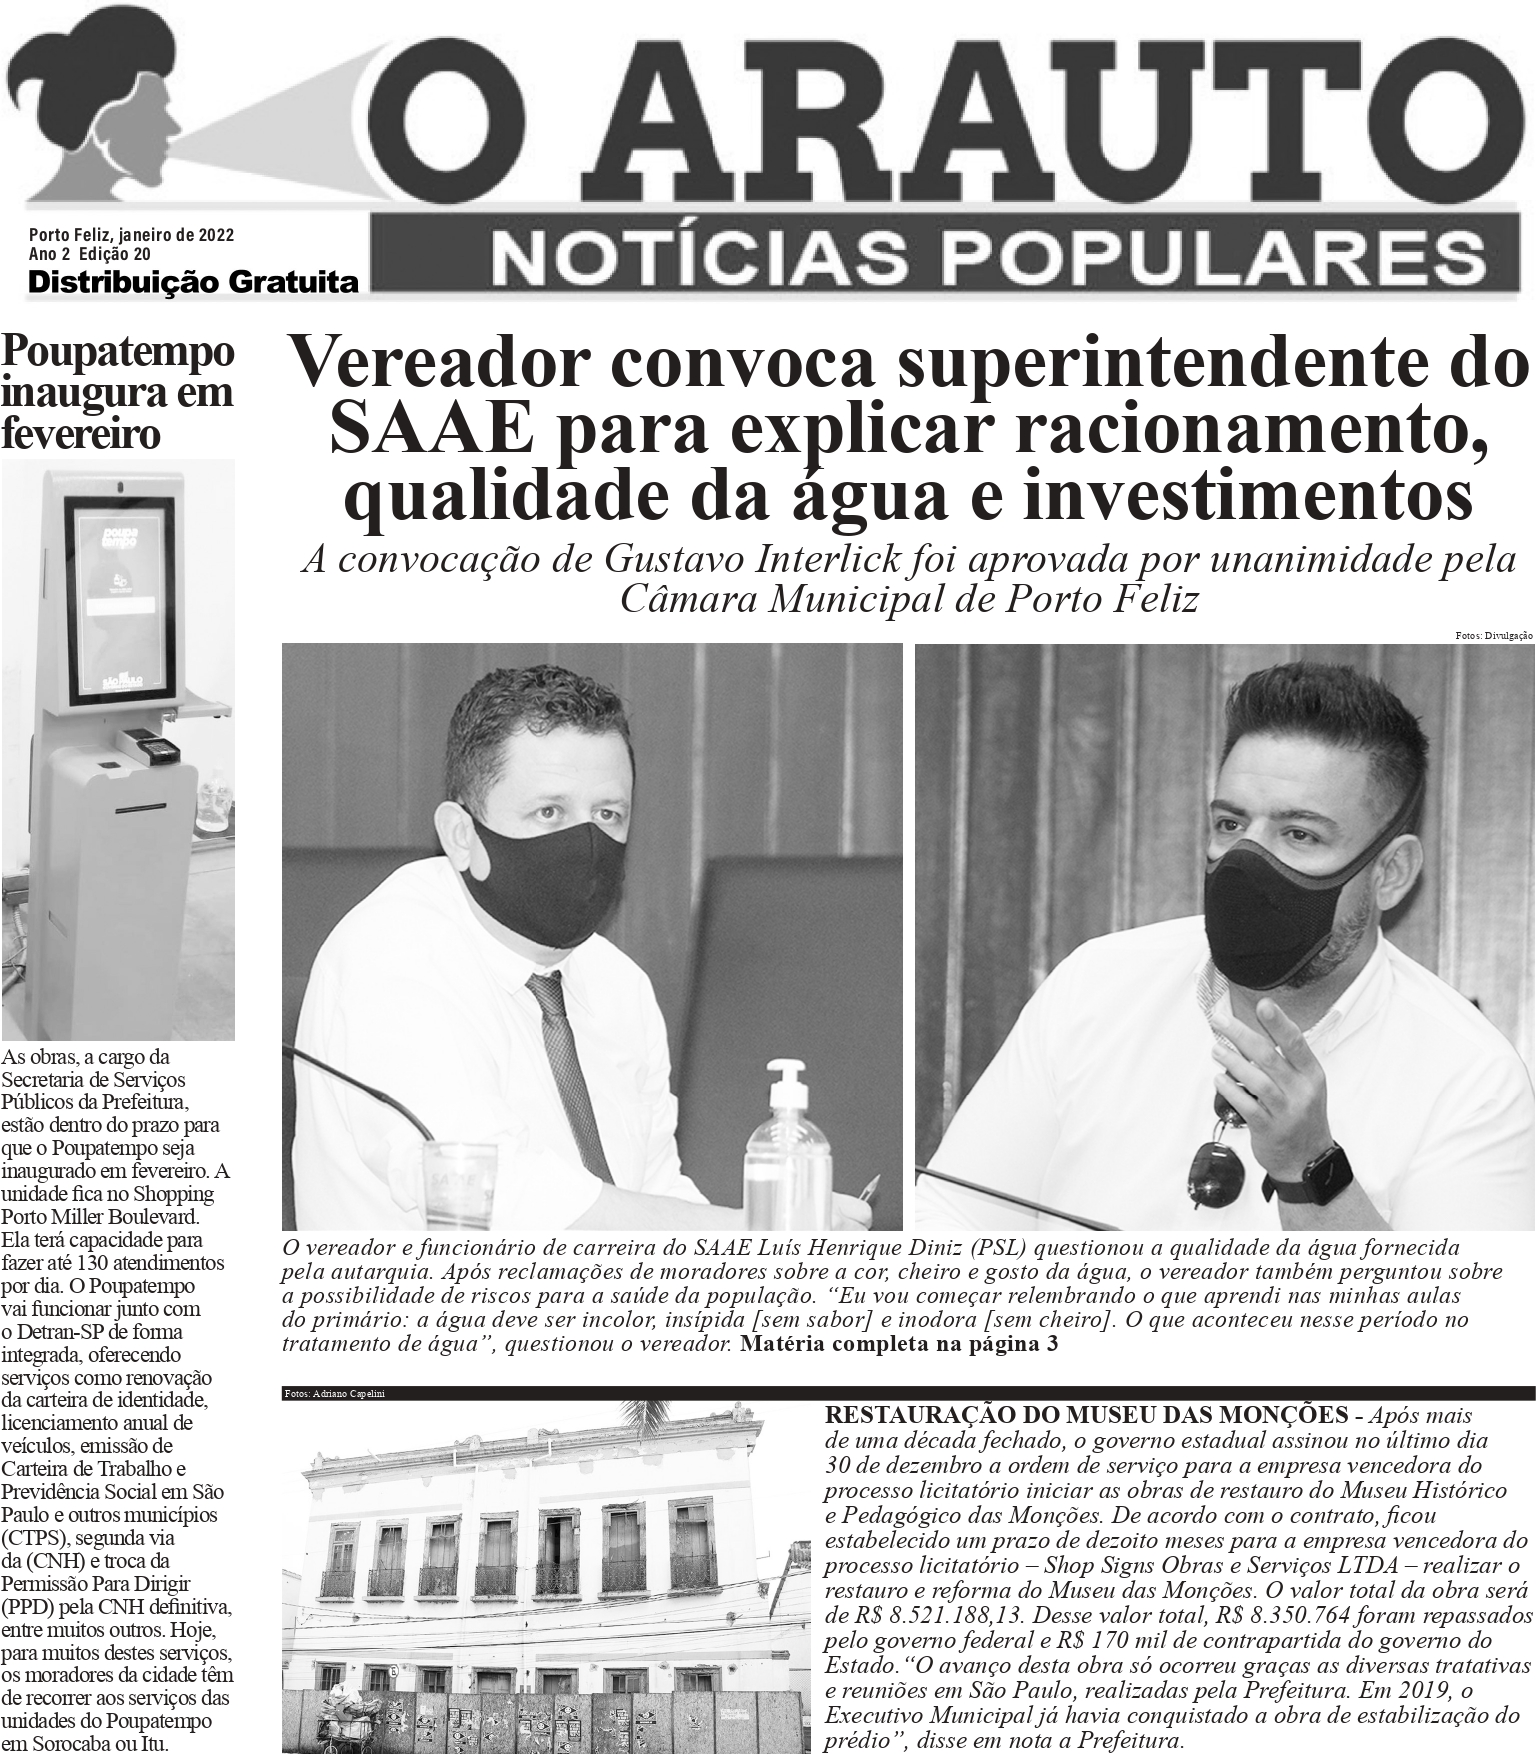 O ARAUTO
NOTÍCIAS POPULARES
Porto Feliz, janeiro de 2022
Ano 2 Edição 20
Distribuição Gratuita
Poupatempo
inaugura em
fevereiro
poupa
tempo
SÃO PAULO
As obras, a cargo da
Secretaria de Serviços
Públicos da Prefeitura,
estão dentro do prazo para
que o Poupatempo seja
inaugurado em fevereiro. A
unidade fica no Shopping
Porto Miller Boulevard.
Ela terá capacidade para
fazer até 130 atendimentos
por dia. O Poupatempo
vai funcionar junto com
o Detran-SP de forma
integrada, oferecendo
serviços como renovação
da carteira de identidade,
licenciamento anual de
veículos, emissão de
Carteira de Trabalho e
Previdência Social em São
Paulo e outros municípios
(CTPS), segunda via
da (CNH) e troca da
Permissão Para Dirigir
(PPD) pela CNH definitiva,
entre muitos outros. Hoje,
para muitos destes serviços,
os moradores da cidade têm
de recorrer aos serviços das
unidades do Poupatempo
em Sorocaba ou Itu.
Vereador convoca superintendente do
SAAE para explicar racionamento,
qualidade da água e investimentos
A convocação de Gustavo Interlick foi aprovada por unanimidade pela
Câmara Municipal de Porto Feliz
Fotos: Divulgação
SAAE
O vereador e funcionário de carreira do SAAE Luís Henrique Diniz (PSL) questionou a qualidade da água fornecida
pela autarquia. Após reclamações de moradores sobre a cor, cheiro e gosto da água, o vereador também perguntou sobre
a possibilidade de riscos para a saúde da população. “Eu vou começar relembrando o que aprendi nas minhas aulas
do primário: a água deve ser incolor, insípida [sem sabor] e inodora [sem cheiro]. O que aconteceu nesse período no
tratamento de água”, questionou o vereador. Matéria completa na página 3
Fotos: Adriano Capelini
RESTAURAÇÃO DO MUSEU DAS MONÇÕES - Após mais
de uma década fechado, o governo estadual assinou no último dia
30 de dezembro a ordem de serviço para a empresa vencedora do
processo licitatório iniciar as obras de restauro do Museu Histórico
e Pedagógico das Monções. De acordo com o contrato, ficou
estabelecido um prazo de dezoito meses para a empresa vencedora do
processo licitatório – Shop Signs Obras e Serviços LTDA – realizar o
restauro e reforma do Museu das Monções. O valor total da obra será
de R$ 8.521.188,13. Desse valor total, R$ 8.350.764 foram repassados
pelo governo federal e R$ 170 mil de contrapartida do governo do
Estado.“O avanço desta obra só ocorreu graças as diversas tratativas
e reuniões em São Paulo, realizadas pela Prefeitura. Em 2019, o
Executivo Municipal já havia conquistado a obra de estabilização do
prédio”, disse em nota a Prefeitura.